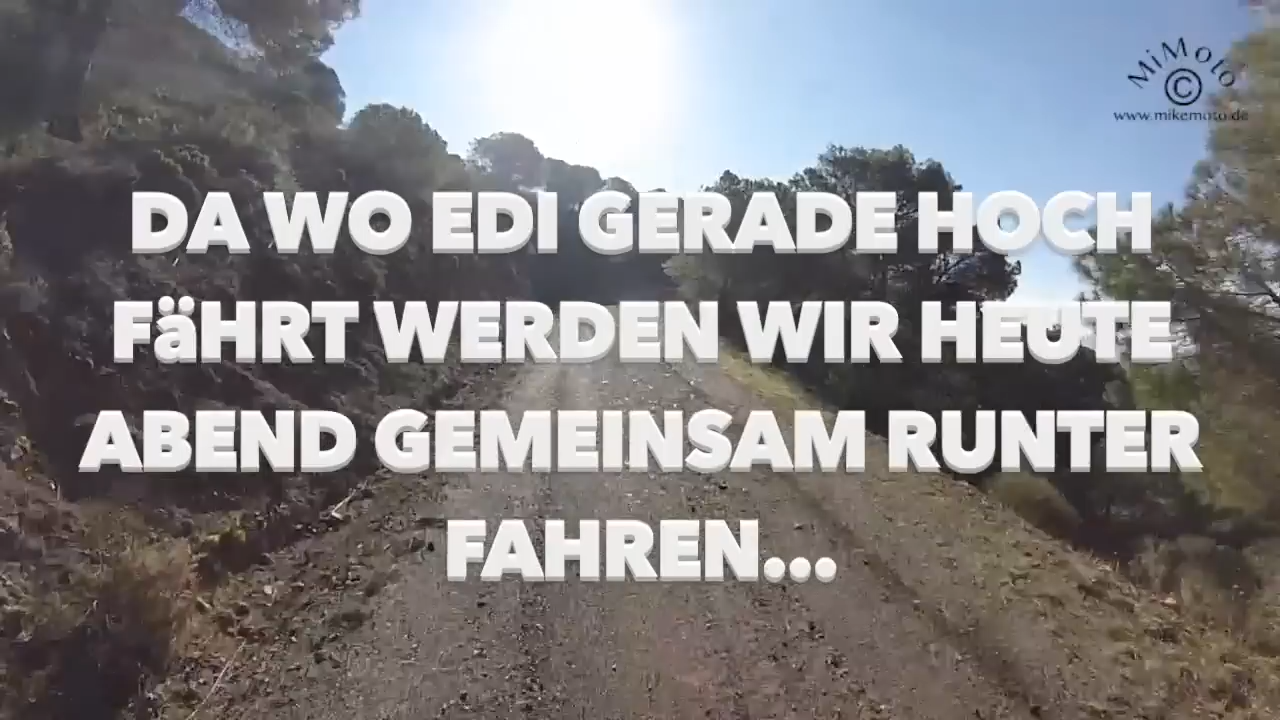 MiMoto
©
www.mikemoto.de
DA WO EDI GERADE HOCH
FäHRT WERDEN WIR HEUTE
ABEND GEMEINSAM RUNTER
FAHREN...